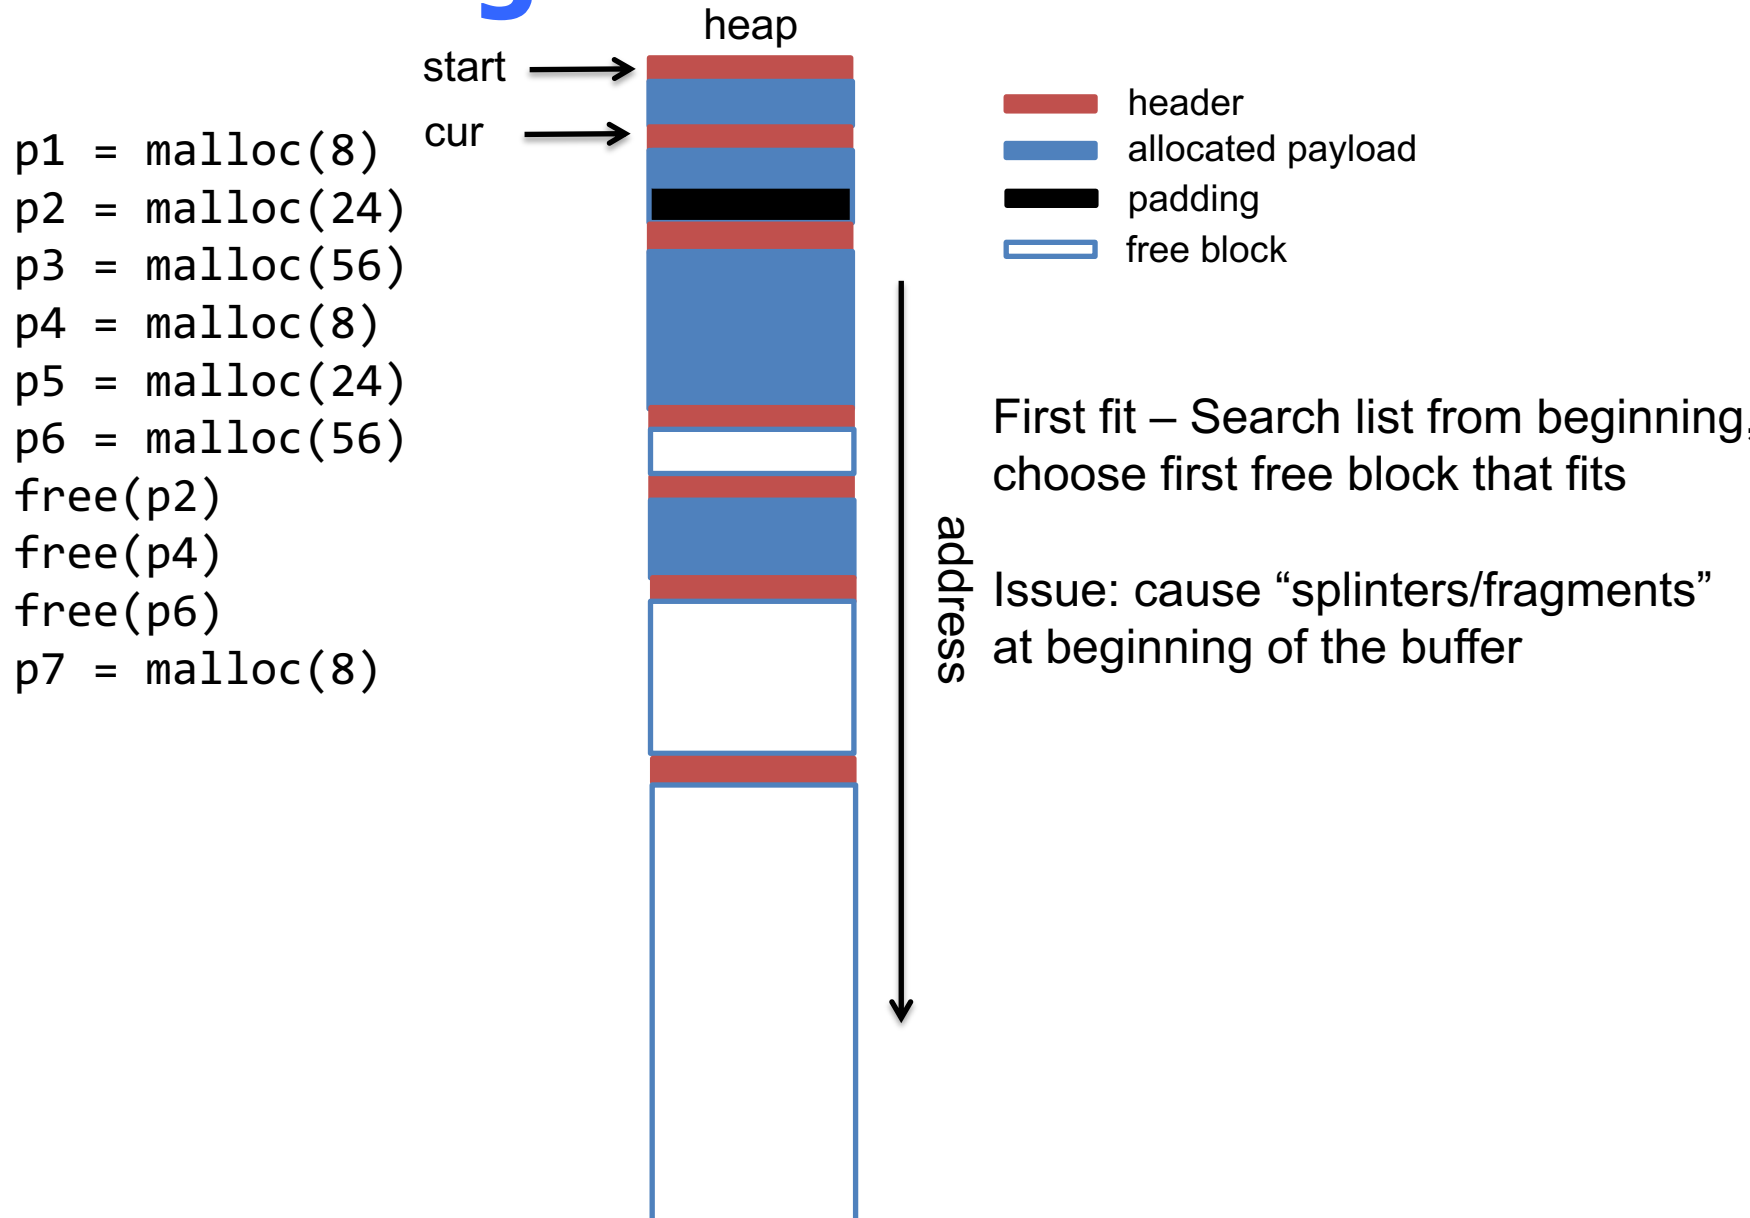 heap
start
cur
p1 = malloc(8)
p2 = malloc(24)
p3 = malloc(56)
p4 = malloc(8)
p5 = malloc(24)
p6 = malloc(56)
free(p2)
free(p4)
free(p6)
p7 = malloc(8)
header
allocated payload
padding
free block
address
First fit – Search list from beginning,
choose first free block that fits
Issue: cause “splinters/fragments”
at beginning of the buffer